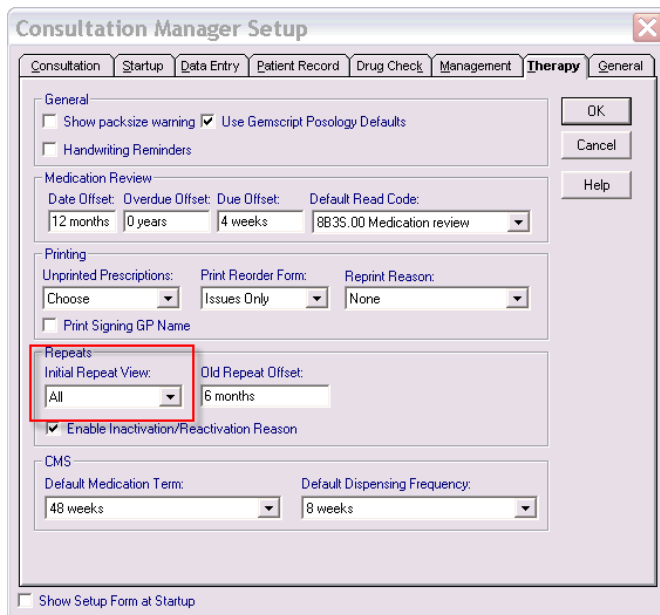 Consultation Manager Setup
Consultation Startup Data Entry Patient Record Drug Check Management Therapy General
General
Show packsize warning Use Gemscript Posology Defaults
Handwriting Reminders
OK
Cancel
Help
Medication Review
Date Offset: Overdue Offset: Due Offset: Default Read Code:
12 months 0 years 4 weeks 8B3S.00 Medication review
Printing
Unprinted Prescriptions: Print Reorder Form: Reprint Reason:
Choose Issues Only None
Print Signing GP Name
Repeats
Initial Repeat View: Old Repeat Offset:
All 6 months
Enable Inactivation/Reactivation Reason
CMS
Default Medication Term: Default Dispensing Frequency:
48 weeks 8 weeks
Show Setup Form at Startup